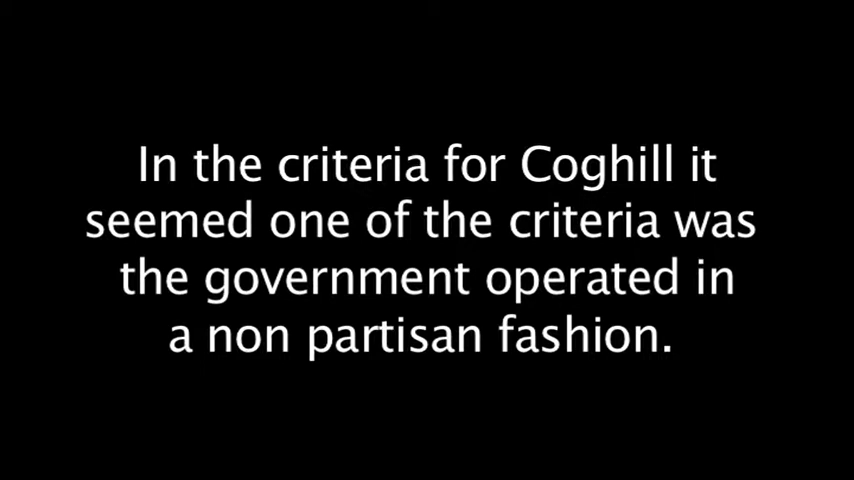 In the criteria for Coghill it
seemed one of the criteria was
the government operated in
a non partisan fashion.